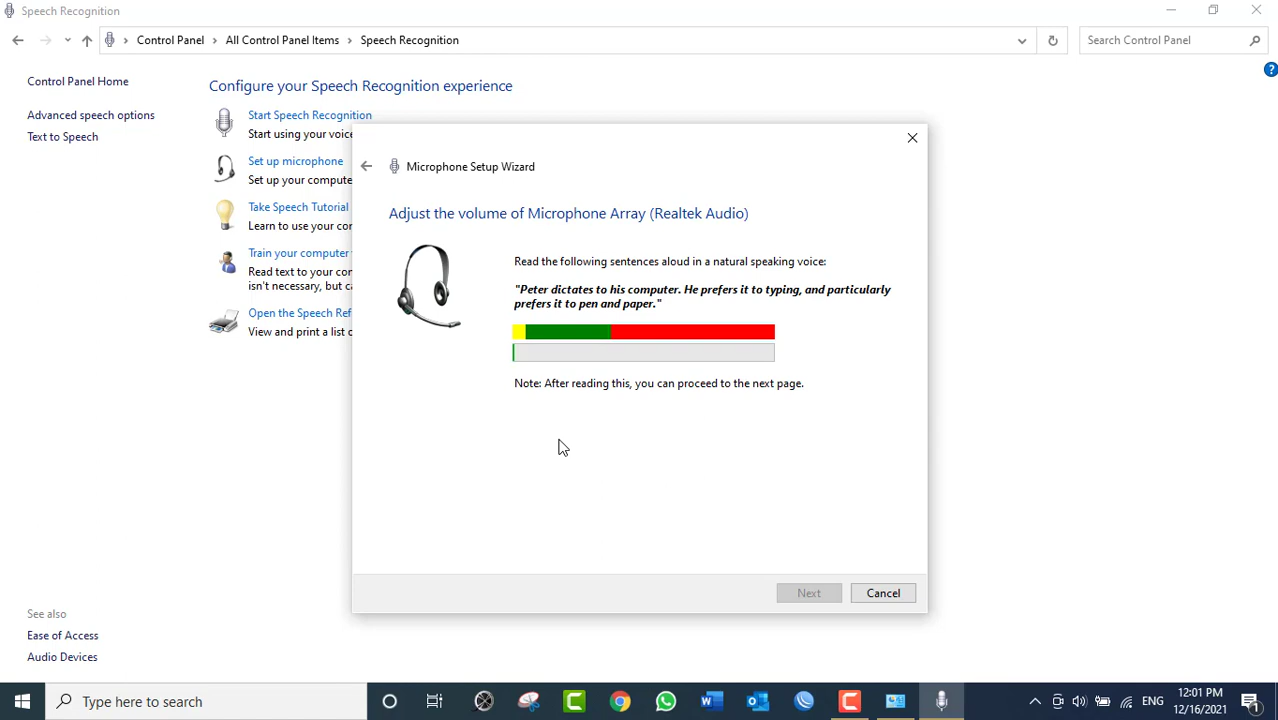 Speech Recognition
Control Panel
All Control Panel Items
Speech Recognition
Search Control Panel
Control Panel Home
Advanced speech options
Text to Speech
Configure your Speech Recognition experience
Start Speech Recognition
Start using your voice
Set up microphone
Set up your compute
Take Speech Tutorial
Learn to use your co
Train your computer
Read text to your co
isn't necessary, but ca
Open the Speech Ref
View and print a list o
Microphone Setup Wizard
Adjust the volume of Microphone Array (Realtek Audio)
Read the following sentences aloud in a natural speaking voice:
"Peter dictates to his computer. He prefers it to typing, and particularly
prefers it to pen and paper."
Note: After reading this, you can proceed to the next page.
Next
Cancel
See also
Ease of Access
Audio Devices
Type here to search
ENG
12:01 PM
12/16/2021
1